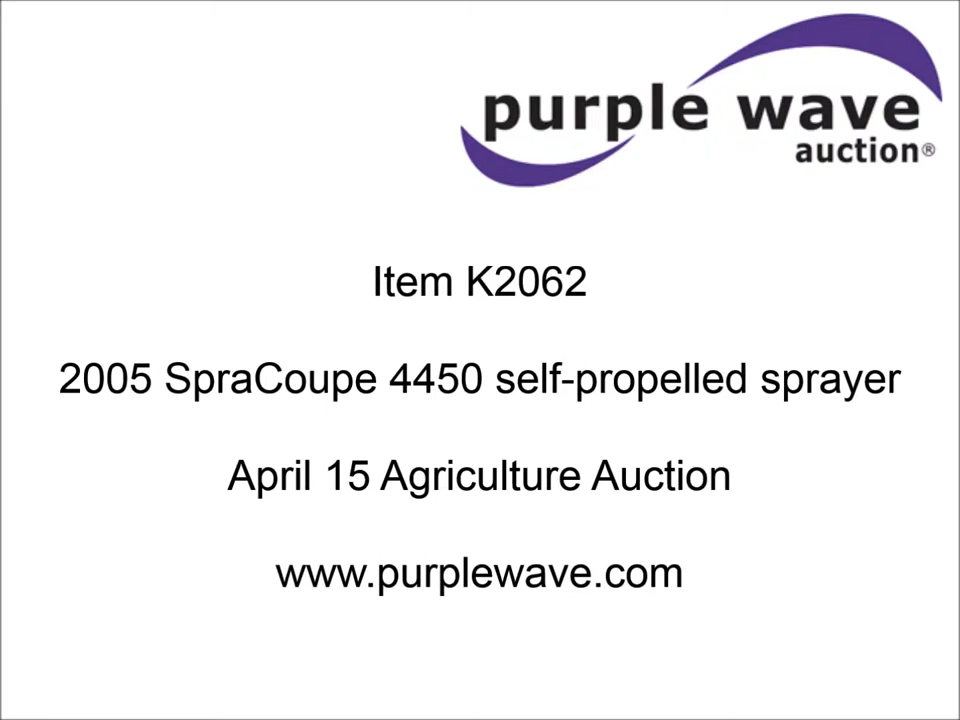 purple wave
auction®
Item K2062
2005 SpraCoupe 4450 self-propelled sprayer
April 15 Agriculture Auction
www.purplewave.com